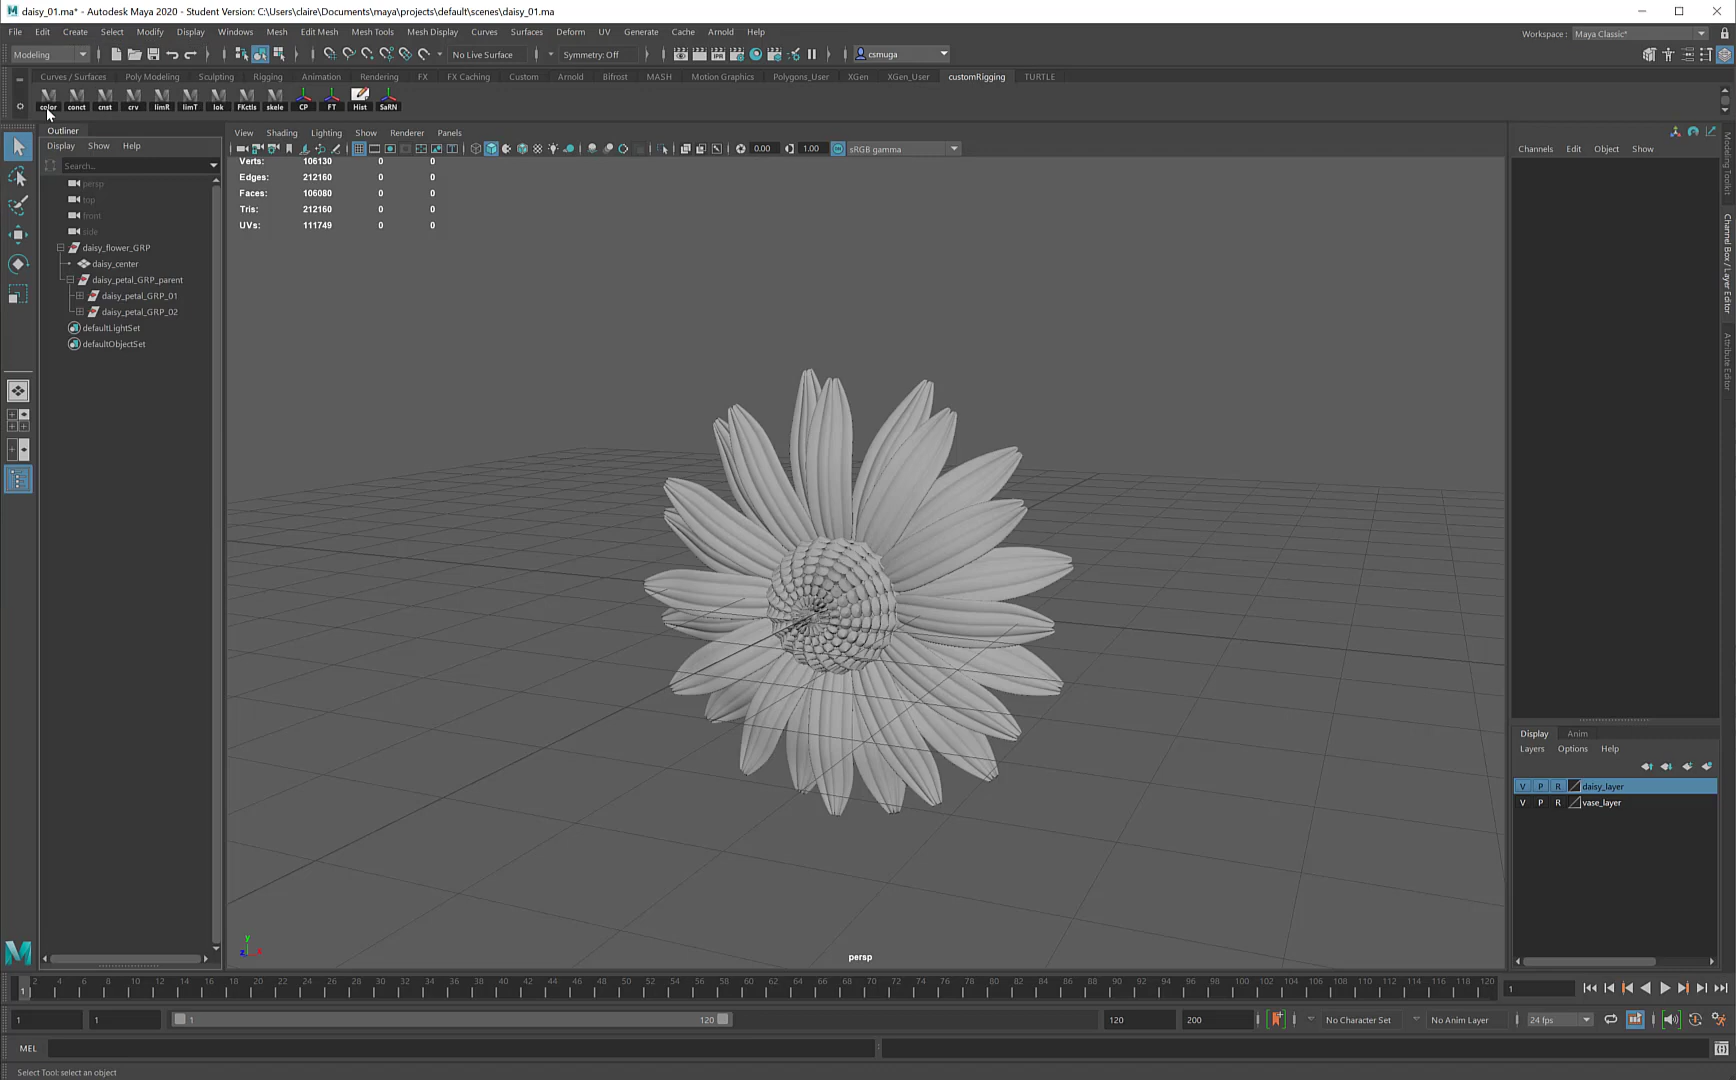 daisy_01.ma* - Autodesk Maya 2020 - Student Version: C:\Users\claire\Documents\maya\projects\default\scenes\daisy_01.ma
File Edit Create Select Modify Display Windows Mesh Edit Mesh Mesh Tools Mesh Display Curves Surfaces Deform UV Generate Cache Arnold Help Workspace : Maya Classic*
Modeling No Live Surface Symmetry: Off csmuga
Curves / Surfaces Poly Modeling Sculpting Rigging Animation Rendering FX FX Caching Custom Arnold Bifrost MASH Motion Graphics Polygons_User XGen XGen_User customRigging TURTLE
color conct cnst crv limR limT lok FKctls skele CP FT Hist SaRN
Outliner
Display Show Help
Search...
persp
top
front
side
daisy_flower_GRP
daisy_center
daisy_petal_GRP_parent
daisy_petal_GRP_01
daisy_petal_GRP_02
defaultLightSet
defaultObjectSet
View Shading Lighting Show Renderer Panels
0.00 1.00 sRGB gamma
Verts: 106130 0 0
Edges: 212160 0 0
Faces: 106080 0 0
Tris: 212160 0 0
UVs: 111749 0 0
y
z x
persp
Channels Edit Object Show
Modeling Toolkit
Channel Box / Layer Editor
Attribute Editor
Display Anim
Layers Options Help
V P R daisy_layer
V P R vase_layer
1 2 4 6 8 10 12 14 16 18 20 22 24 26 28 30 32 34 36 38 40 42 44 46 48 50 52 54 56 58 60 62 64 66 68 70 72 74 76 78 80 82 84 86 88 90 92 94 96 98 100 102 104 106 108 110 112 114 116 118 120 1
1 1 1 120 120 200 No Character Set No Anim Layer 24 fps
MEL
Select Tool: select an object